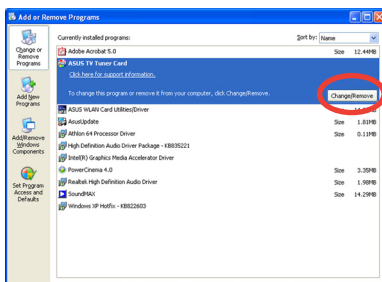 Add or Remove Programs
Currently installed programs:
Sort by: Name
Change or
Remove
Programs
Adobe Acrobat 5.0 Size 12.44MB
ASUS TV Tuner Card
Click here for support information.
To change this program or remove it from your computer, click Change/Remove.
Change/Remove
Add New
Programs
ASUS WLAN Card Utilities/Driver Size
AsusUpdate Size 1.81MB
Add/Remove
Windows
Components
Athlon 64 Processor Driver Size 0.11MB
High Definition Audio Driver Package - KB835221
Intel(R) Graphics Media Accelerator Driver
PowerCinema 4.0 Size 3.35MB
Set Program
Access and
Defaults
Realtek High Definition Audio Driver Size 1.98MB
SoundMAX Size 14.29MB
Windows XP Hotfix - KB822603